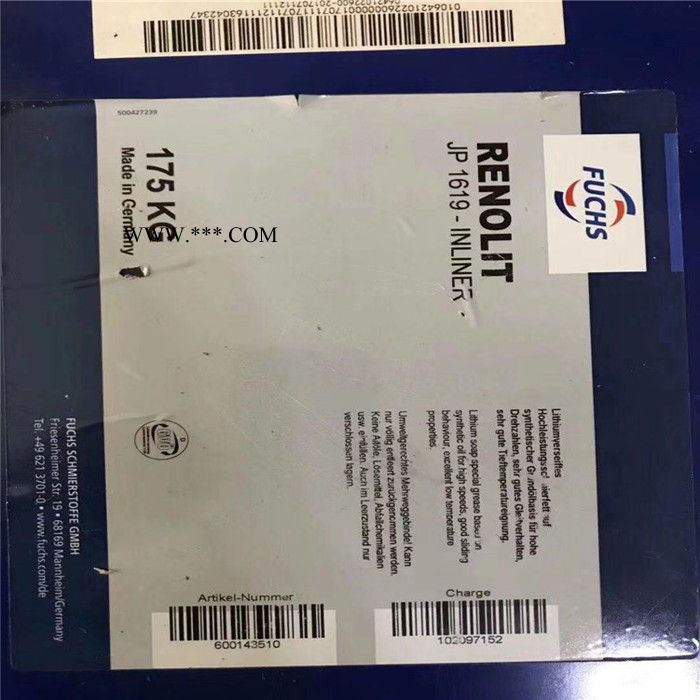 500427239
FUCHS
RENOLIT
JP 1619 - INLINER
175 KG
Made in Germany
WWW.***.COM
Lithiumverseiftes
synthetischer Grundölbasis für hohe
Drehzahlen, sehr gutes Gleitverhalten,
sehr gute Tieftemperatureignung.
Lithium soap special grease based on
synthetic oil for high speeds, good sliding
behaviour, excellent low temperature
properties.
Umweltgerechtes Mehrweggebinde! Kann
nur völlig entleert zurückgenommen werden.
Keine Altöle, Lösemittel, Abfallchemikalien
usw. einfüllen. Auch im Leerzustand nur
verschlossen lagern.
FUCHS SCHMIERSTOFFE GMBH
Friesenheimer Str. 19 • 68169 Mannheim/Germany
Tel. +49 621 3701-0 • www.fuchs.com/de
Artikel-Nummer
600143510
Charge
102097152